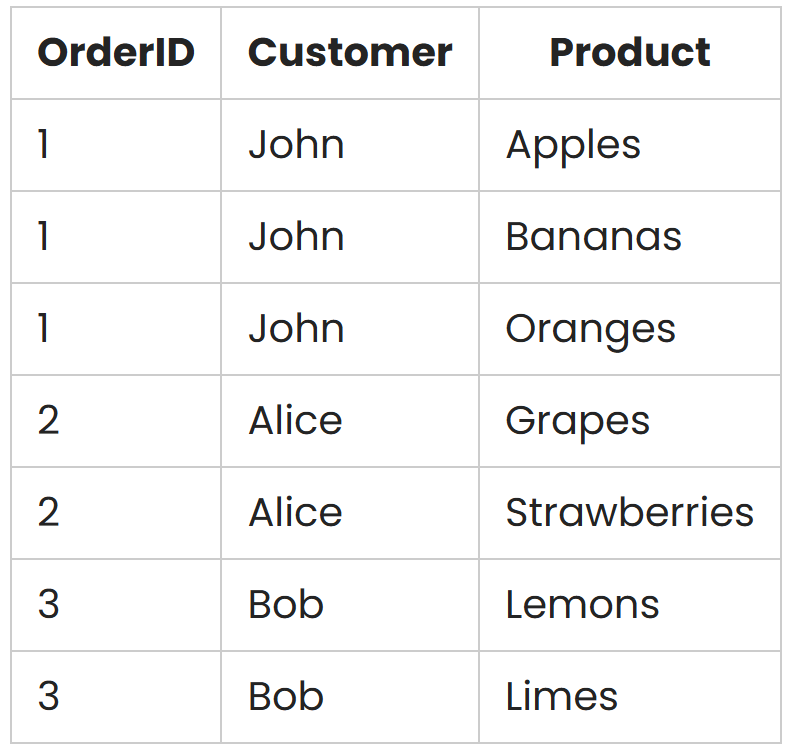 OrderID Customer Product
1 John Apples
1 John Bananas
1 John Oranges
2 Alice Grapes
2 Alice Strawberries
3 Bob Lemons
3 Bob Limes